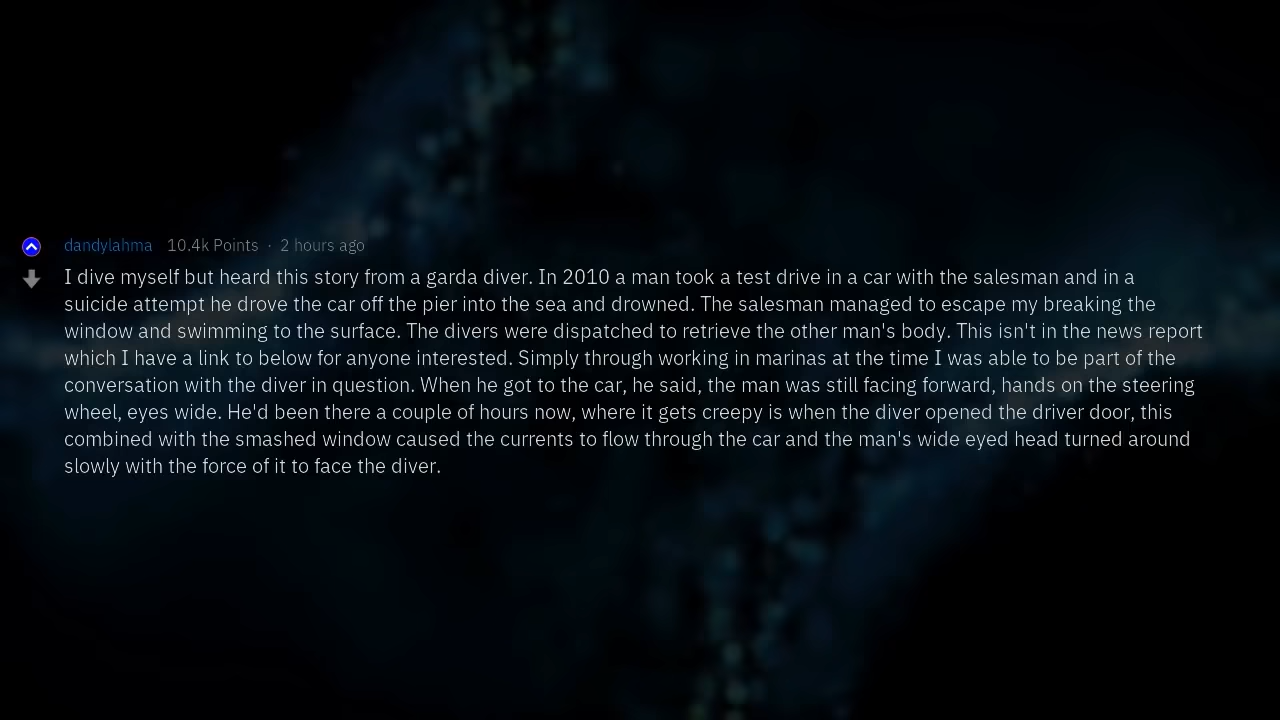 dandylahma 10.4k Points · 2 hours ago
I dive myself but heard this story from a garda diver. In 2010 a man took a test drive in a car with the salesman and in a
suicide attempt he drove the car off the pier into the sea and drowned. The salesman managed to escape my breaking the
window and swimming to the surface. The divers were dispatched to retrieve the other man's body. This isn't in the news report
which I have a link to below for anyone interested. Simply through working in marinas at the time I was able to be part of the
conversation with the diver in question. When he got to the car, he said, the man was still facing forward, hands on the steering
wheel, eyes wide. He'd been there a couple of hours now, where it gets creepy is when the diver opened the driver door, this
combined with the smashed window caused the currents to flow through the car and the man's wide eyed head turned around
slowly with the force of it to face the diver.